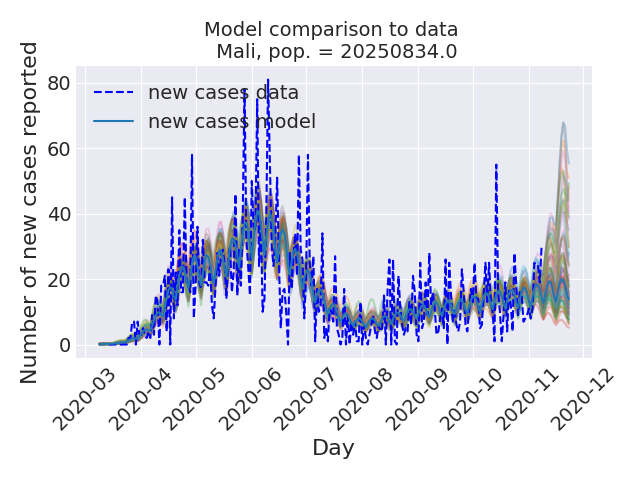 Model comparison to data
Mali, pop. = 20250834.0
Number of new cases reported
80
60
40
20
0
new cases data
new cases model
2020-03
2020-04
2020-05
2020-06
2020-07
2020-08
2020-09
2020-10
2020-11
2020-12
Day